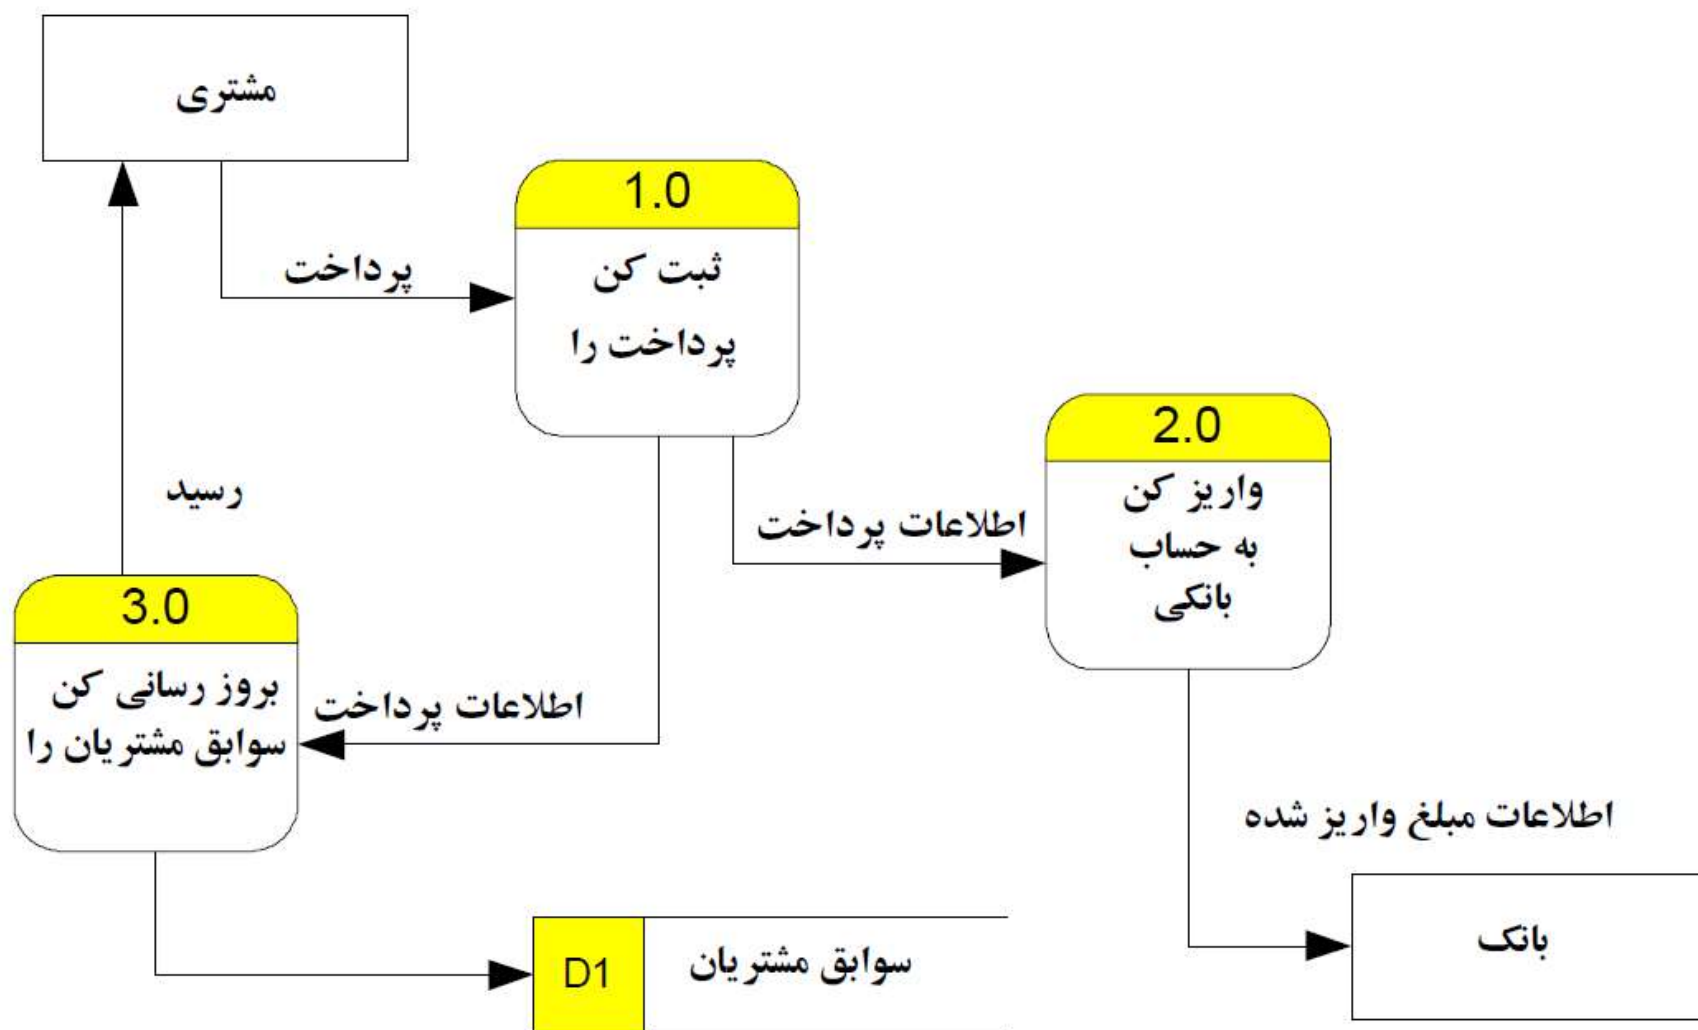 مشتری
1.0
ثبت کن
پرداخت را
پرداخت
2.0
واریز کن
به حساب
بانکی
رسید
اطلاعات پرداخت
3.0
بروز رسانی کن
سوابق مشتریان را
اطلاعات پرداخت
اطلاعات مبلغ واریز شده
بانک
D1
سوابق مشتریان